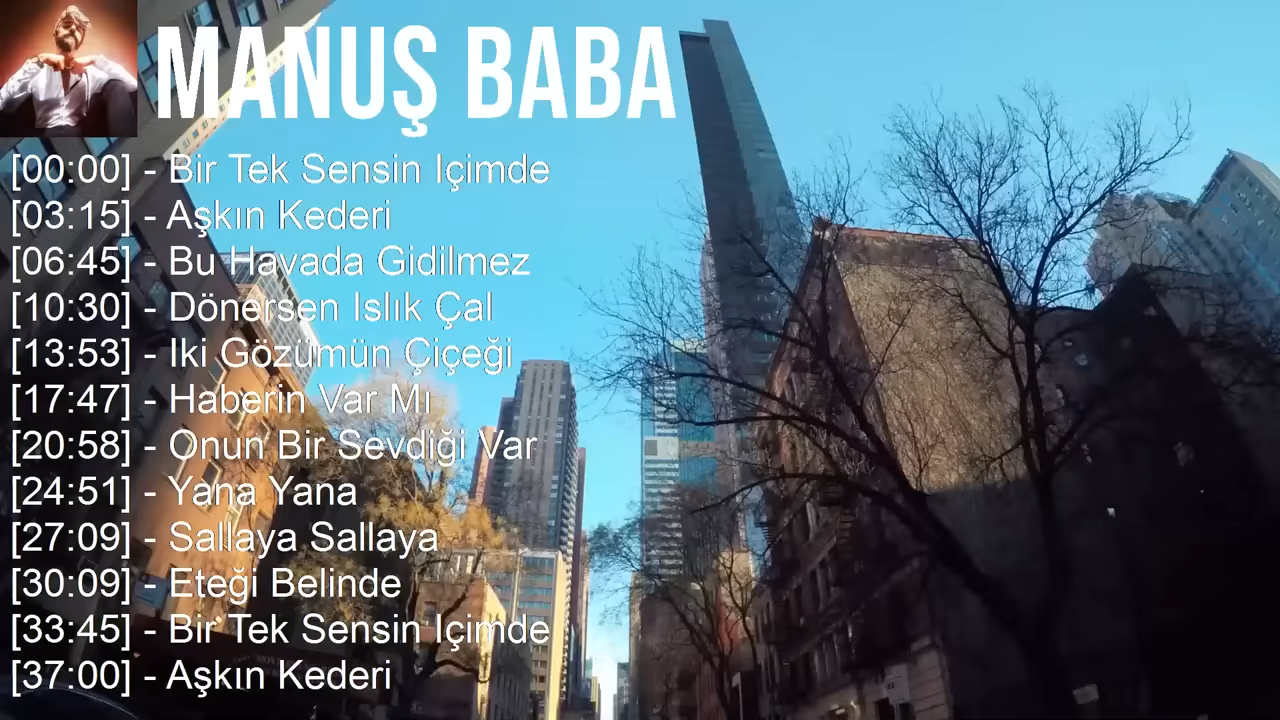 MANUŞ BABA
[00:00] - Bir Tek Sensin Içimde
[03:15] - Aşkın Kederi
[06:45] - Bu Havada Gidilmez
[10:30] - Dönersen Islık Çal
[13:53] - Iki Gözümün Çiçeği
[17:47] - Haberin Var Mı
[20:58] - Onun Bir Sevdiği Var
[24:51] - Yana Yana
[27:09] - Sallaya Sallaya
[30:09] - Eteği Belinde
[33:45] - Bir Tek Sensin Içimde
[37:00] - Aşkın Kederi